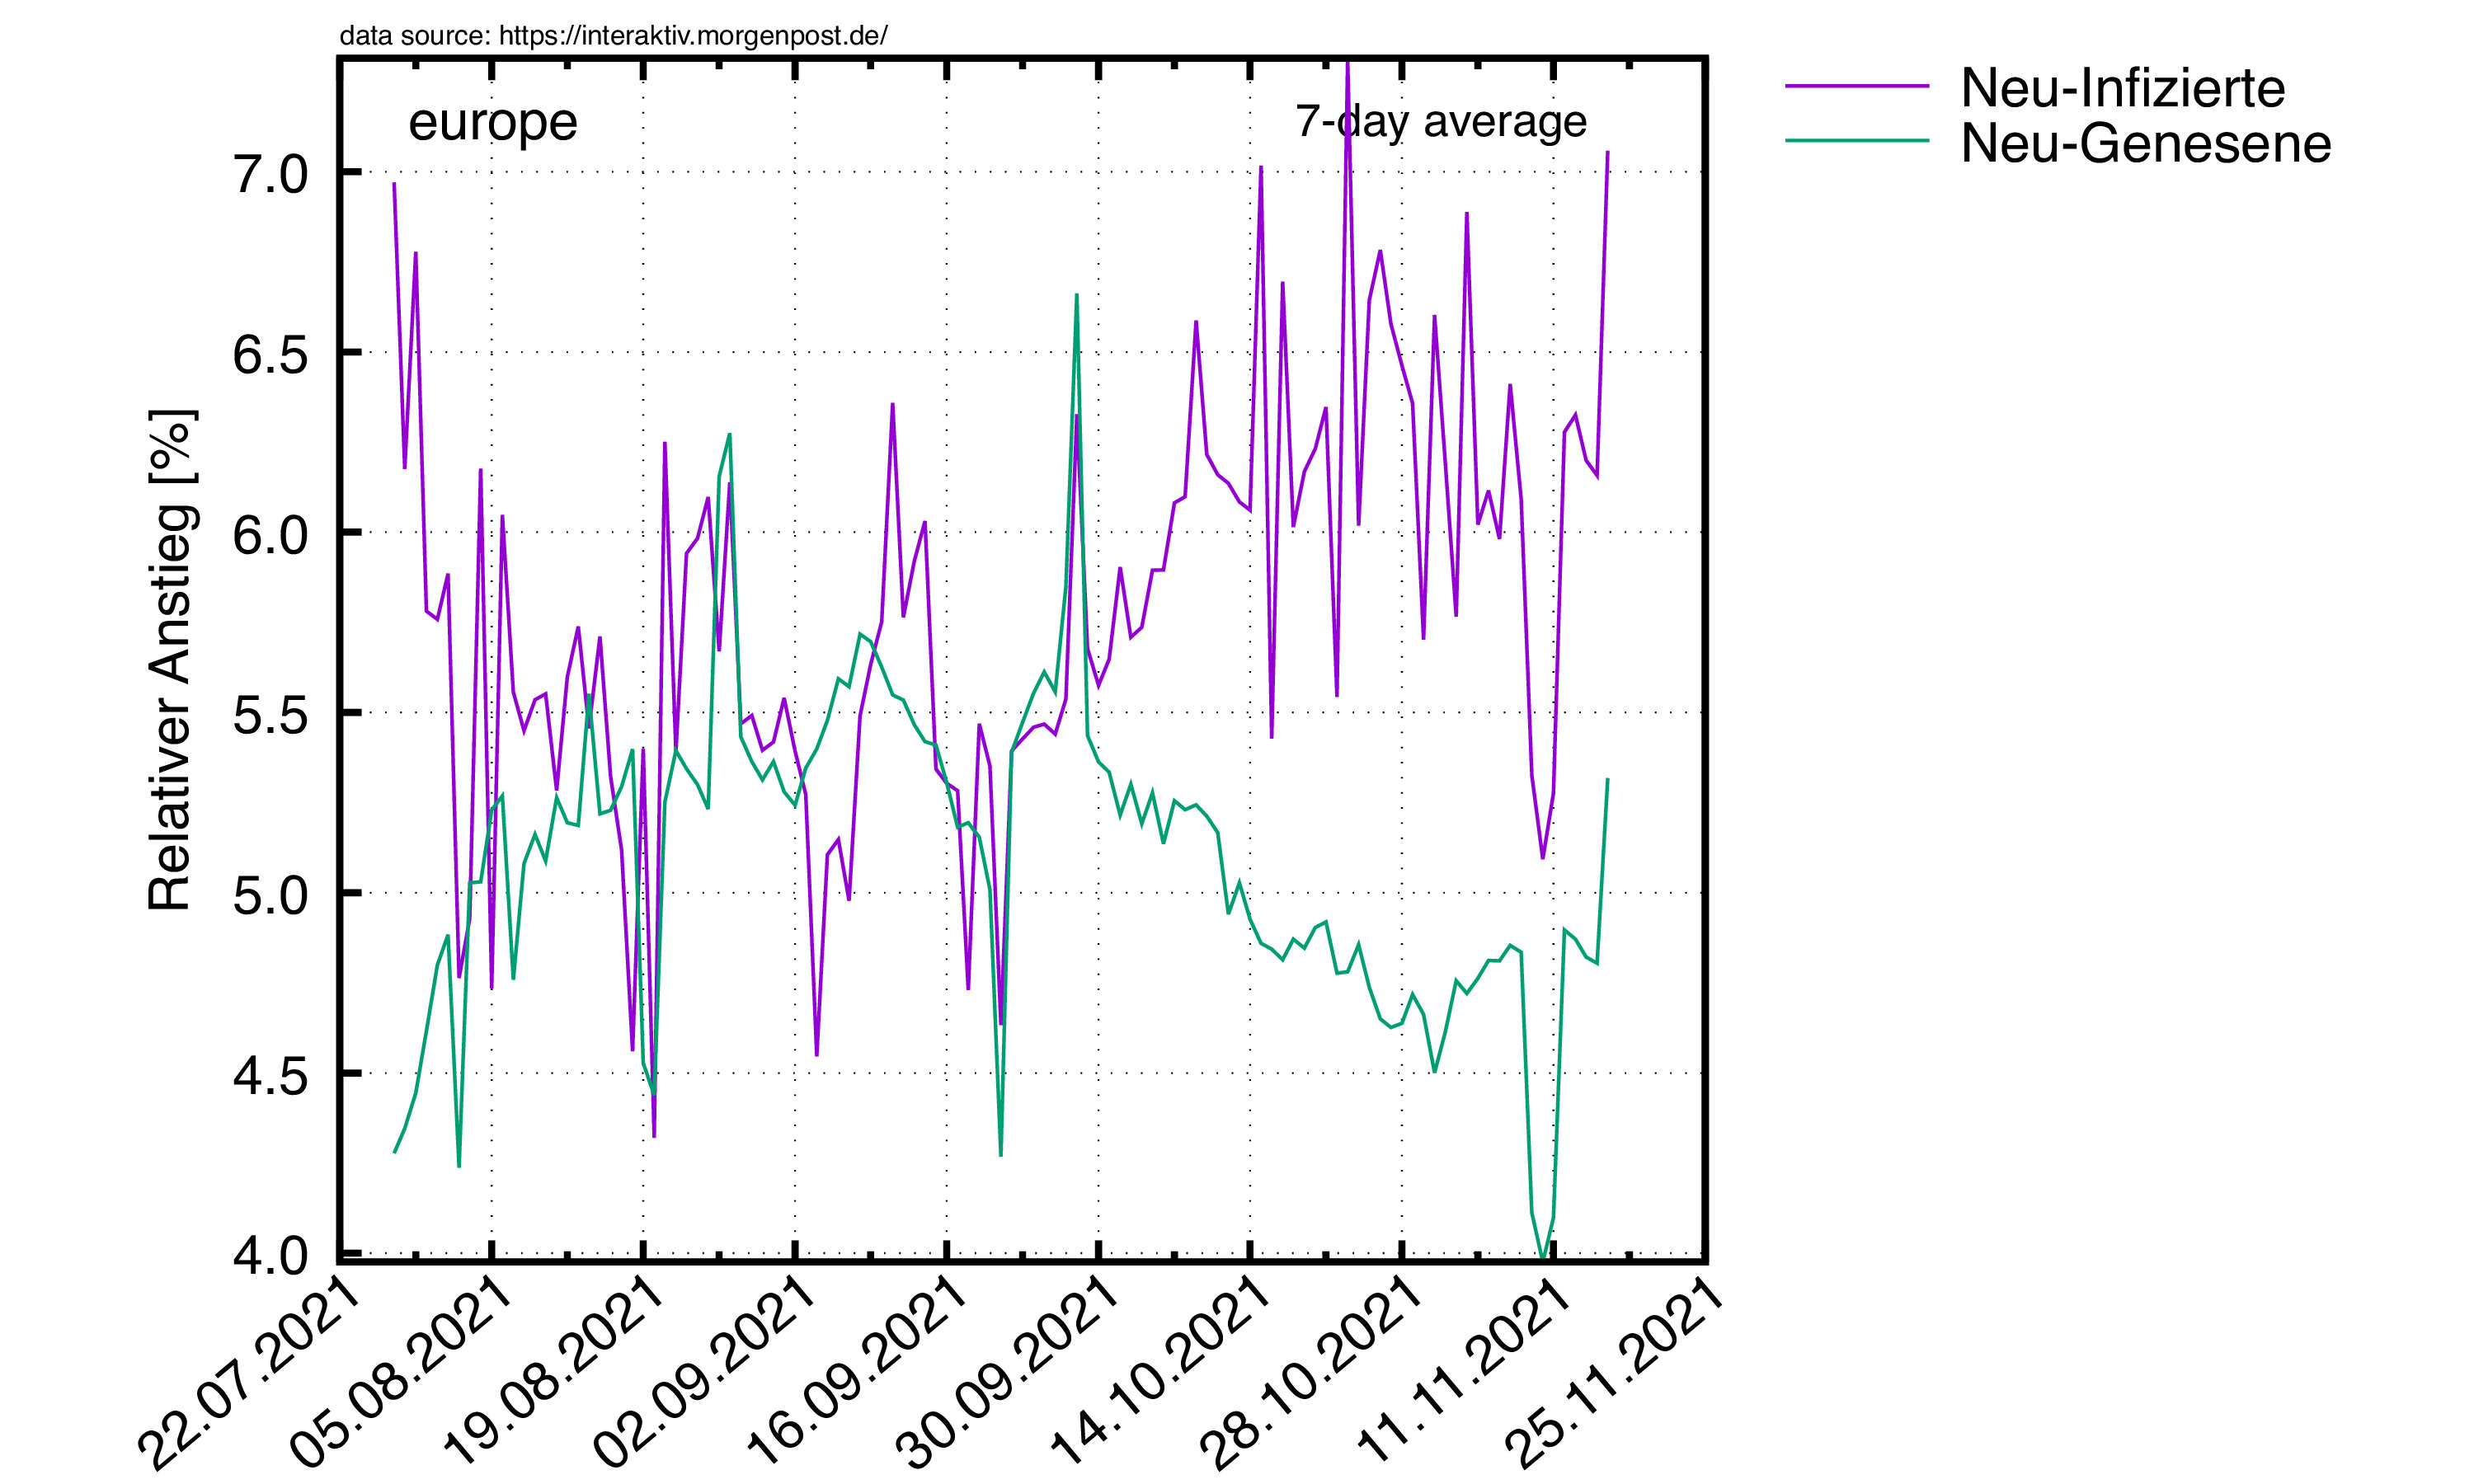 data source: https://interaktiv.morgenpost.de/
europe
7-day average
Neu-Infizierte
Neu-Genesene
Relativer Anstieg [%]
7.0
6.5
6.0
5.5
5.0
4.5
4.0
22.07.2021
05.08.2021
19.08.2021
02.09.2021
16.09.2021
30.09.2021
14.10.2021
28.10.2021
11.11.2021
25.11.2021